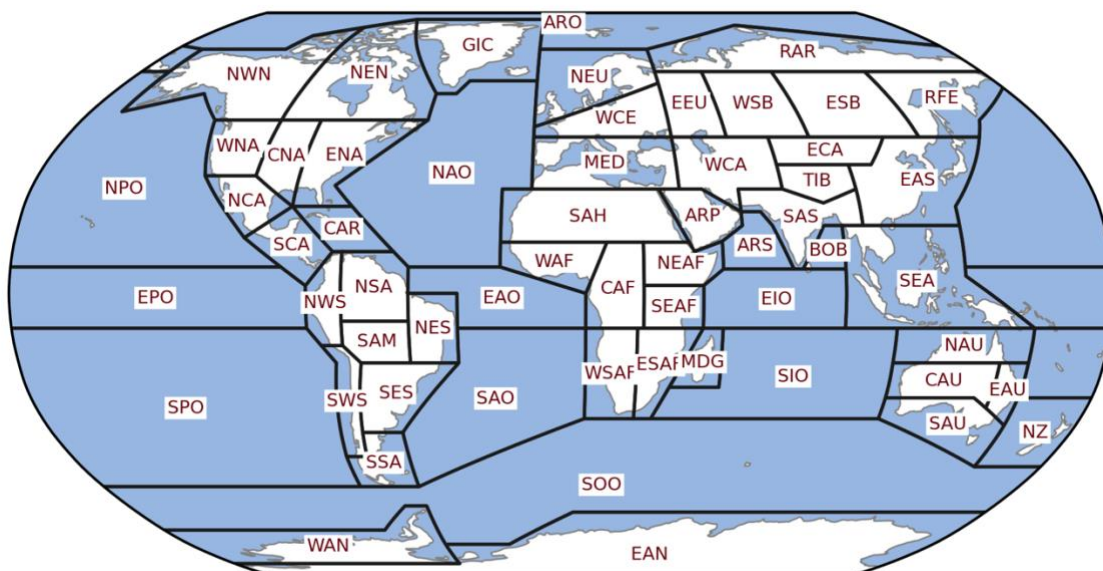 ARO
GIC
RAR
NWN
NEN
NEU
EEU
WSB
ESB
RFE
WCE
WNA
CNA
ENA
MED
WCA
ECA
EAS
NPO
NAO
TIB
NCA
SAH
ARP
SAS
CAR
SCA
ARS
BOB
WAF
NEAF
CAF
SEA
NSA
EPO
NWS
EAO
SEAF
EIO
NES
SAM
NAU
WSAF
ESAF
MDG
SIO
CAU
EAU
SPO
SWS
SES
SAO
SAU
NZ
SSA
SOO
WAN
EAN